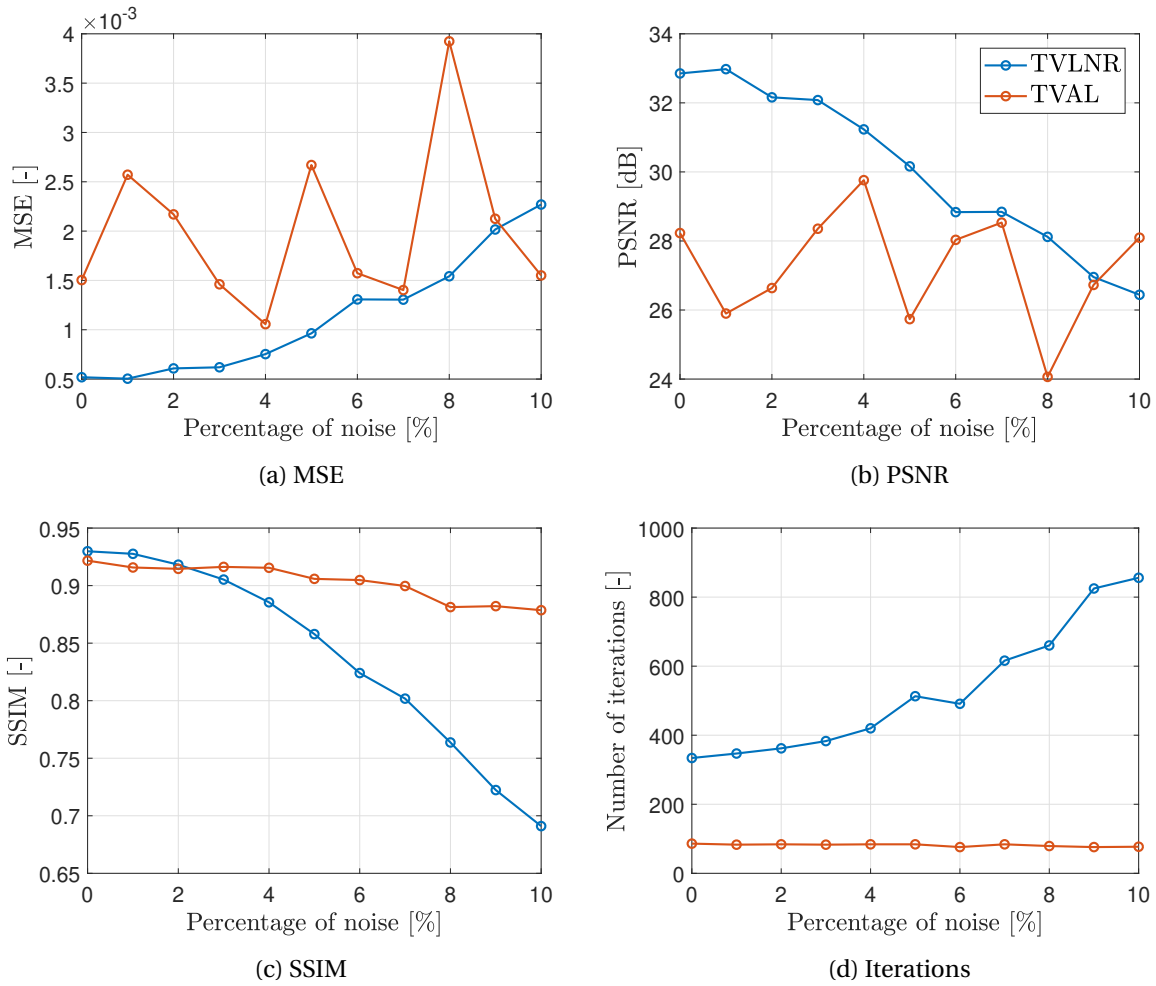 ×10⁻³
4
3.5
3
2.5
2
1.5
1
0.5
0 2 4 6 8 10
MSE [-]
Percentage of noise [%]
(a) MSE
34
32
30
28
26
24
0 2 4 6 8 10
PSNR [dB]
TVLNR
TVAL
Percentage of noise [%]
(b) PSNR
0.95
0.9
0.85
0.8
0.75
0.7
0.65
0 2 4 6 8 10
SSIM [-]
Percentage of noise [%]
(c) SSIM
1000
800
600
400
200
0
0 2 4 6 8 10
Number of iterations [-]
Percentage of noise [%]
(d) Iterations